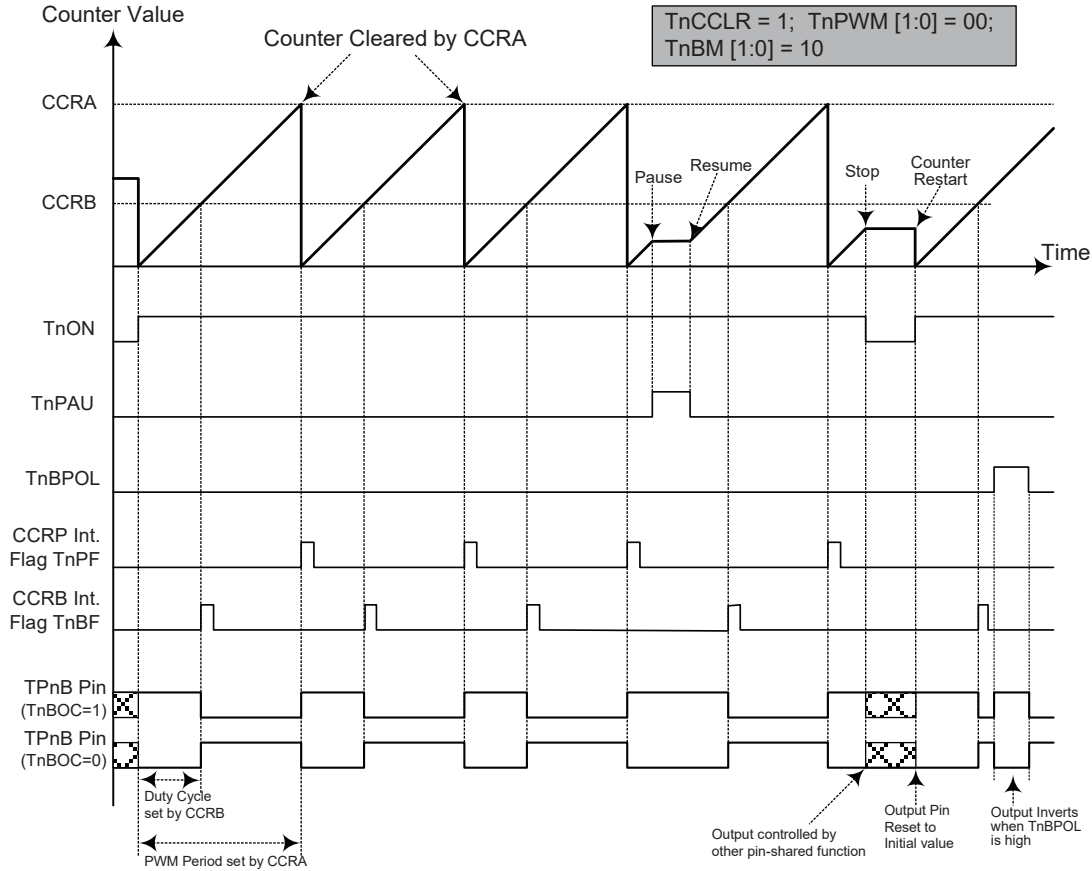 Counter Value
TnCCLR = 1; TnPWM [1:0] = 00;
TnBM [1:0] = 10
Counter Cleared by CCRA
CCRA
Pause
Resume
Stop
Counter
Restart
CCRB
Time
TnON
TnPAU
TnBPOL
CCRP Int.
Flag TnPF
CCRB Int.
Flag TnBF
TPnB Pin
(TnBOC=1)
TPnB Pin
(TnBOC=0)
Duty Cycle
set by CCRB
PWM Period set by CCRA
Output controlled by
other pin-shared function
Output Pin
Reset to
Initial value
Output Inverts
when TnBPOL
is high